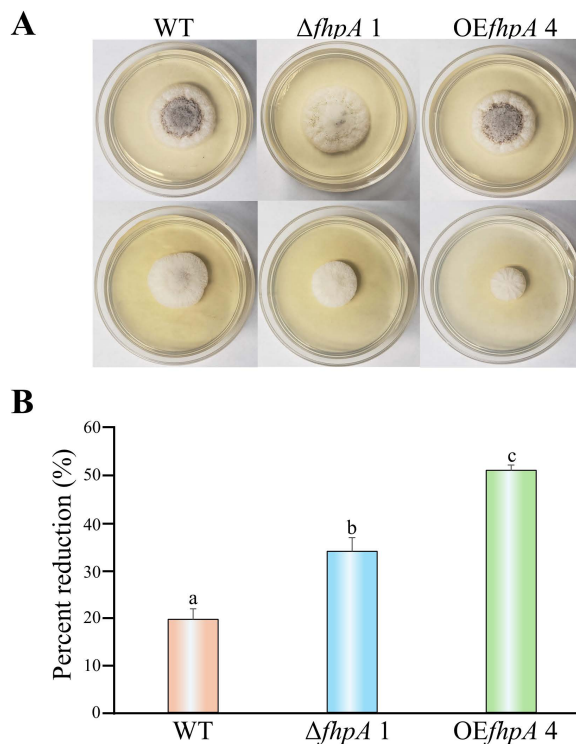 A
WT ΔfhpA 1 OEfhpA 4
B
Percent reduction (%)
60
50
40
30
20
10
0
a
b
c
WT ΔfhpA 1 OEfhpA 4